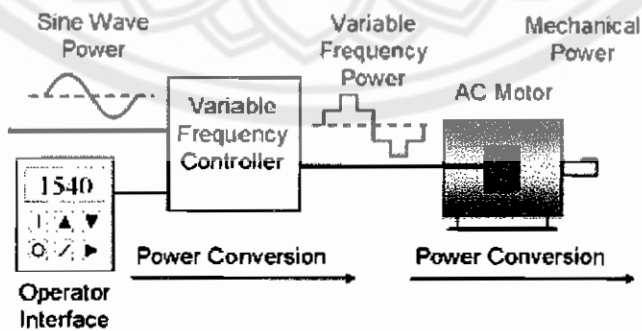 Sine Wave
Power
Variable
Frequency
Power
Mechanical
Power
AC Motor
Variable
Frequency
Controller
1540
Power Conversion
Power Conversion
Operator
Interface